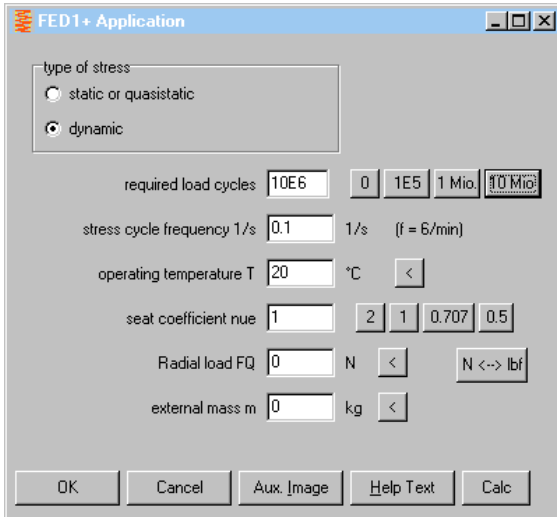 FED1+ Application
type of stress
static or quasistatic
dynamic
required load cycles 10E6 0 1E5 1 Mio. 10 Mio
stress cycle frequency 1/s 0.1 1/s (f = 6/min)
operating temperature T 20 °C <
seat coefficient nue 1 2 1 0.707 0.5
Radial load FQ 0 N < N <--> lbf
external mass m 0 kg <
OK Cancel Aux. Image Help Text Calc